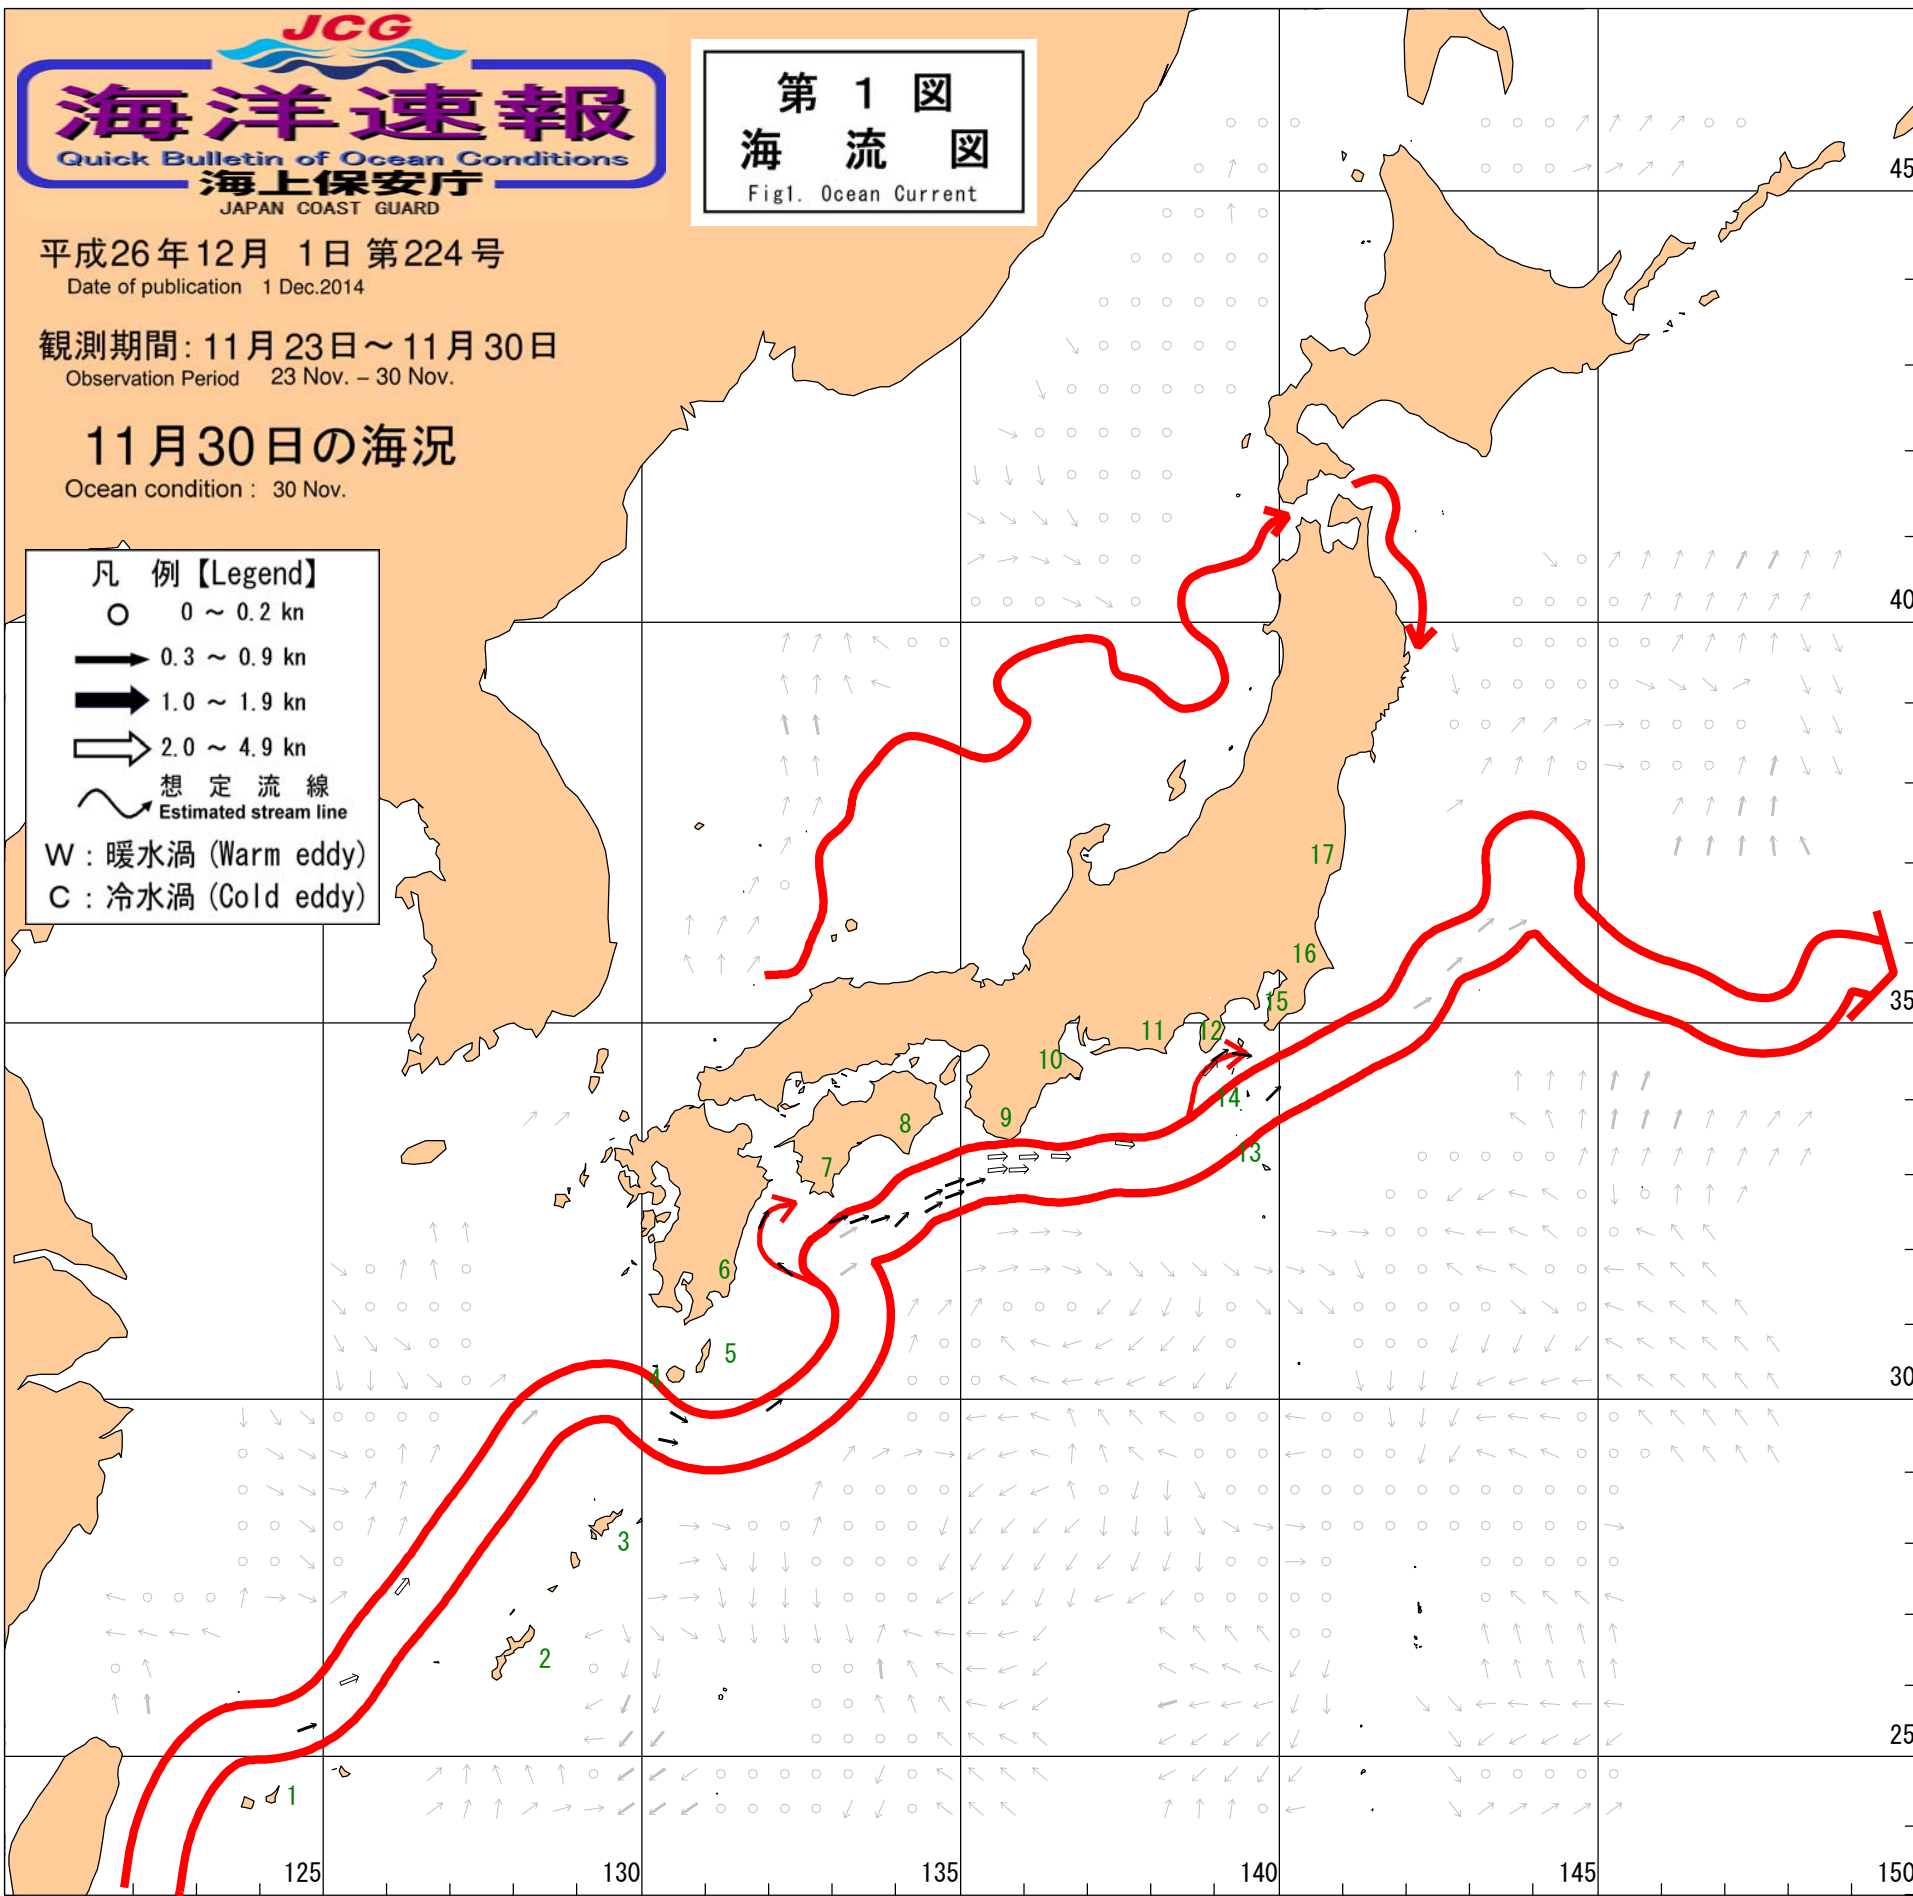 JCG
海洋速報
Quick Bulletin of Ocean Conditions
海上保安庁
JAPAN COAST GUARD
第 1 図
海 流 図
Fig1. Ocean Current
平成26年12月 1日 第224号
Date of publication 1 Dec.2014
観測期間: 11月23日～11月30日
Observation Period 23 Nov. – 30 Nov.
11月30日の海況
Ocean condition : 30 Nov.
凡 例【Legend】
0 ～ 0.2 kn
0.3 ～ 0.9 kn
1.0 ～ 1.9 kn
2.0 ～ 4.9 kn
想 定 流 線
Estimated stream line
W : 暖水渦 (Warm eddy)
C : 冷水渦 (Cold eddy)
45
40
35
30
25
125
130
135
140
145
150
17
16
15
12
11
10
14
9
8
13
7
6
5
4
3
2
1